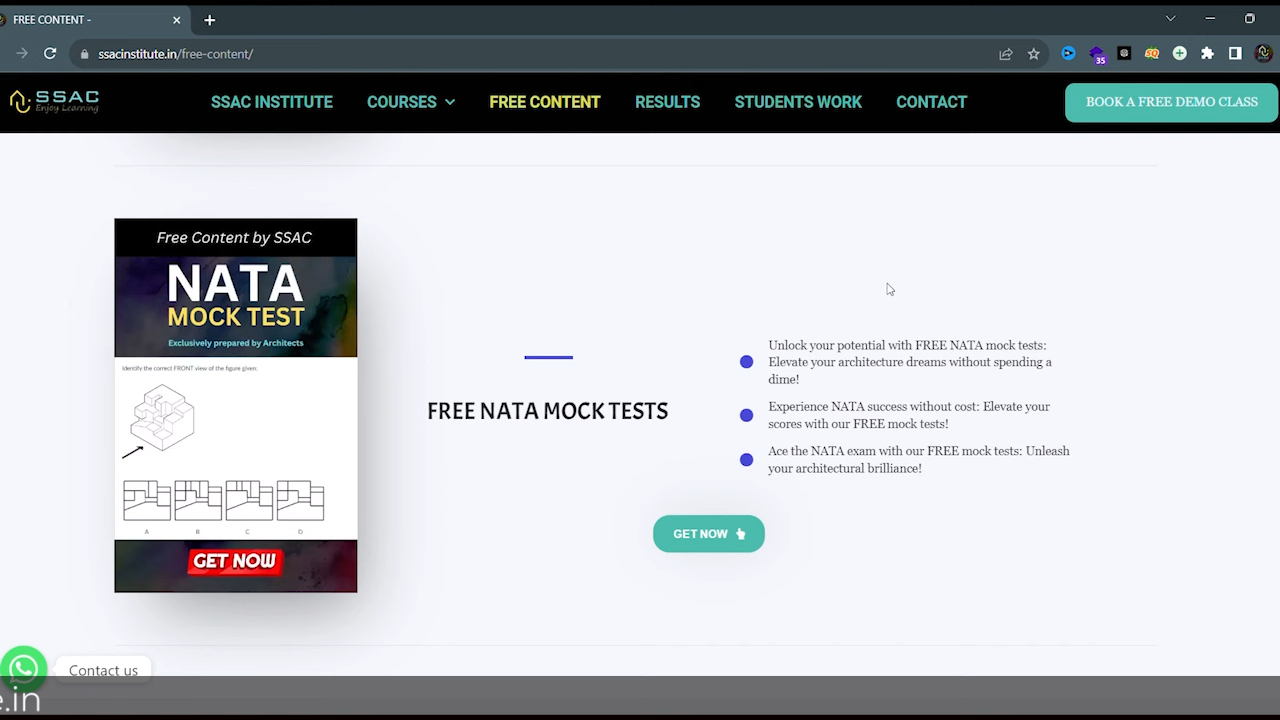 FREE CONTENT -
ssacinstitute.in/free-content/
35
SQ
SSAC
Enjoy Learning
SSAC INSTITUTE
COURSES
FREE CONTENT
RESULTS
STUDENTS WORK
CONTACT
BOOK A FREE DEMO CLASS
Free Content by SSAC
NATA
MOCK TEST
Exclusively prepared by Architects
Identify the correct FRONT view of the figure given:
A B C D
GET NOW
FREE NATA MOCK TESTS
Unlock your potential with FREE NATA mock tests:
Elevate your architecture dreams without spending a
dime!
Experience NATA success without cost: Elevate your
scores with our FREE mock tests!
Ace the NATA exam with our FREE mock tests: Unleash
your architectural brilliance!
GET NOW
Contact us
e.in